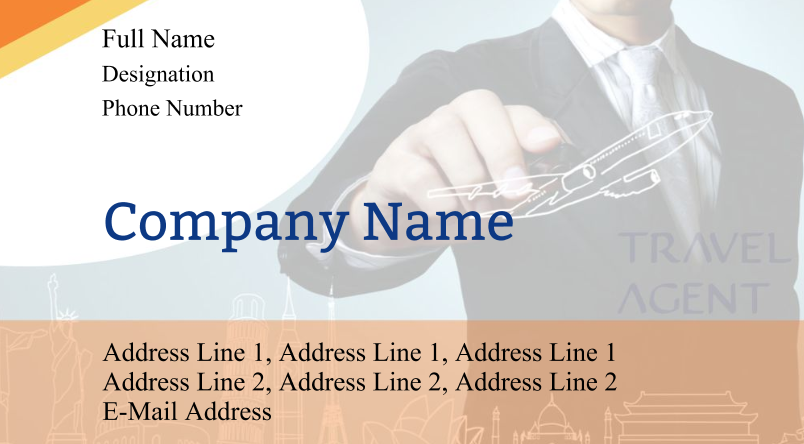 Full Name
Designation
Phone Number
Company Name
TRAVEL
AGENT
Address Line 1, Address Line 1, Address Line 1
Address Line 2, Address Line 2, Address Line 2
E-Mail Address